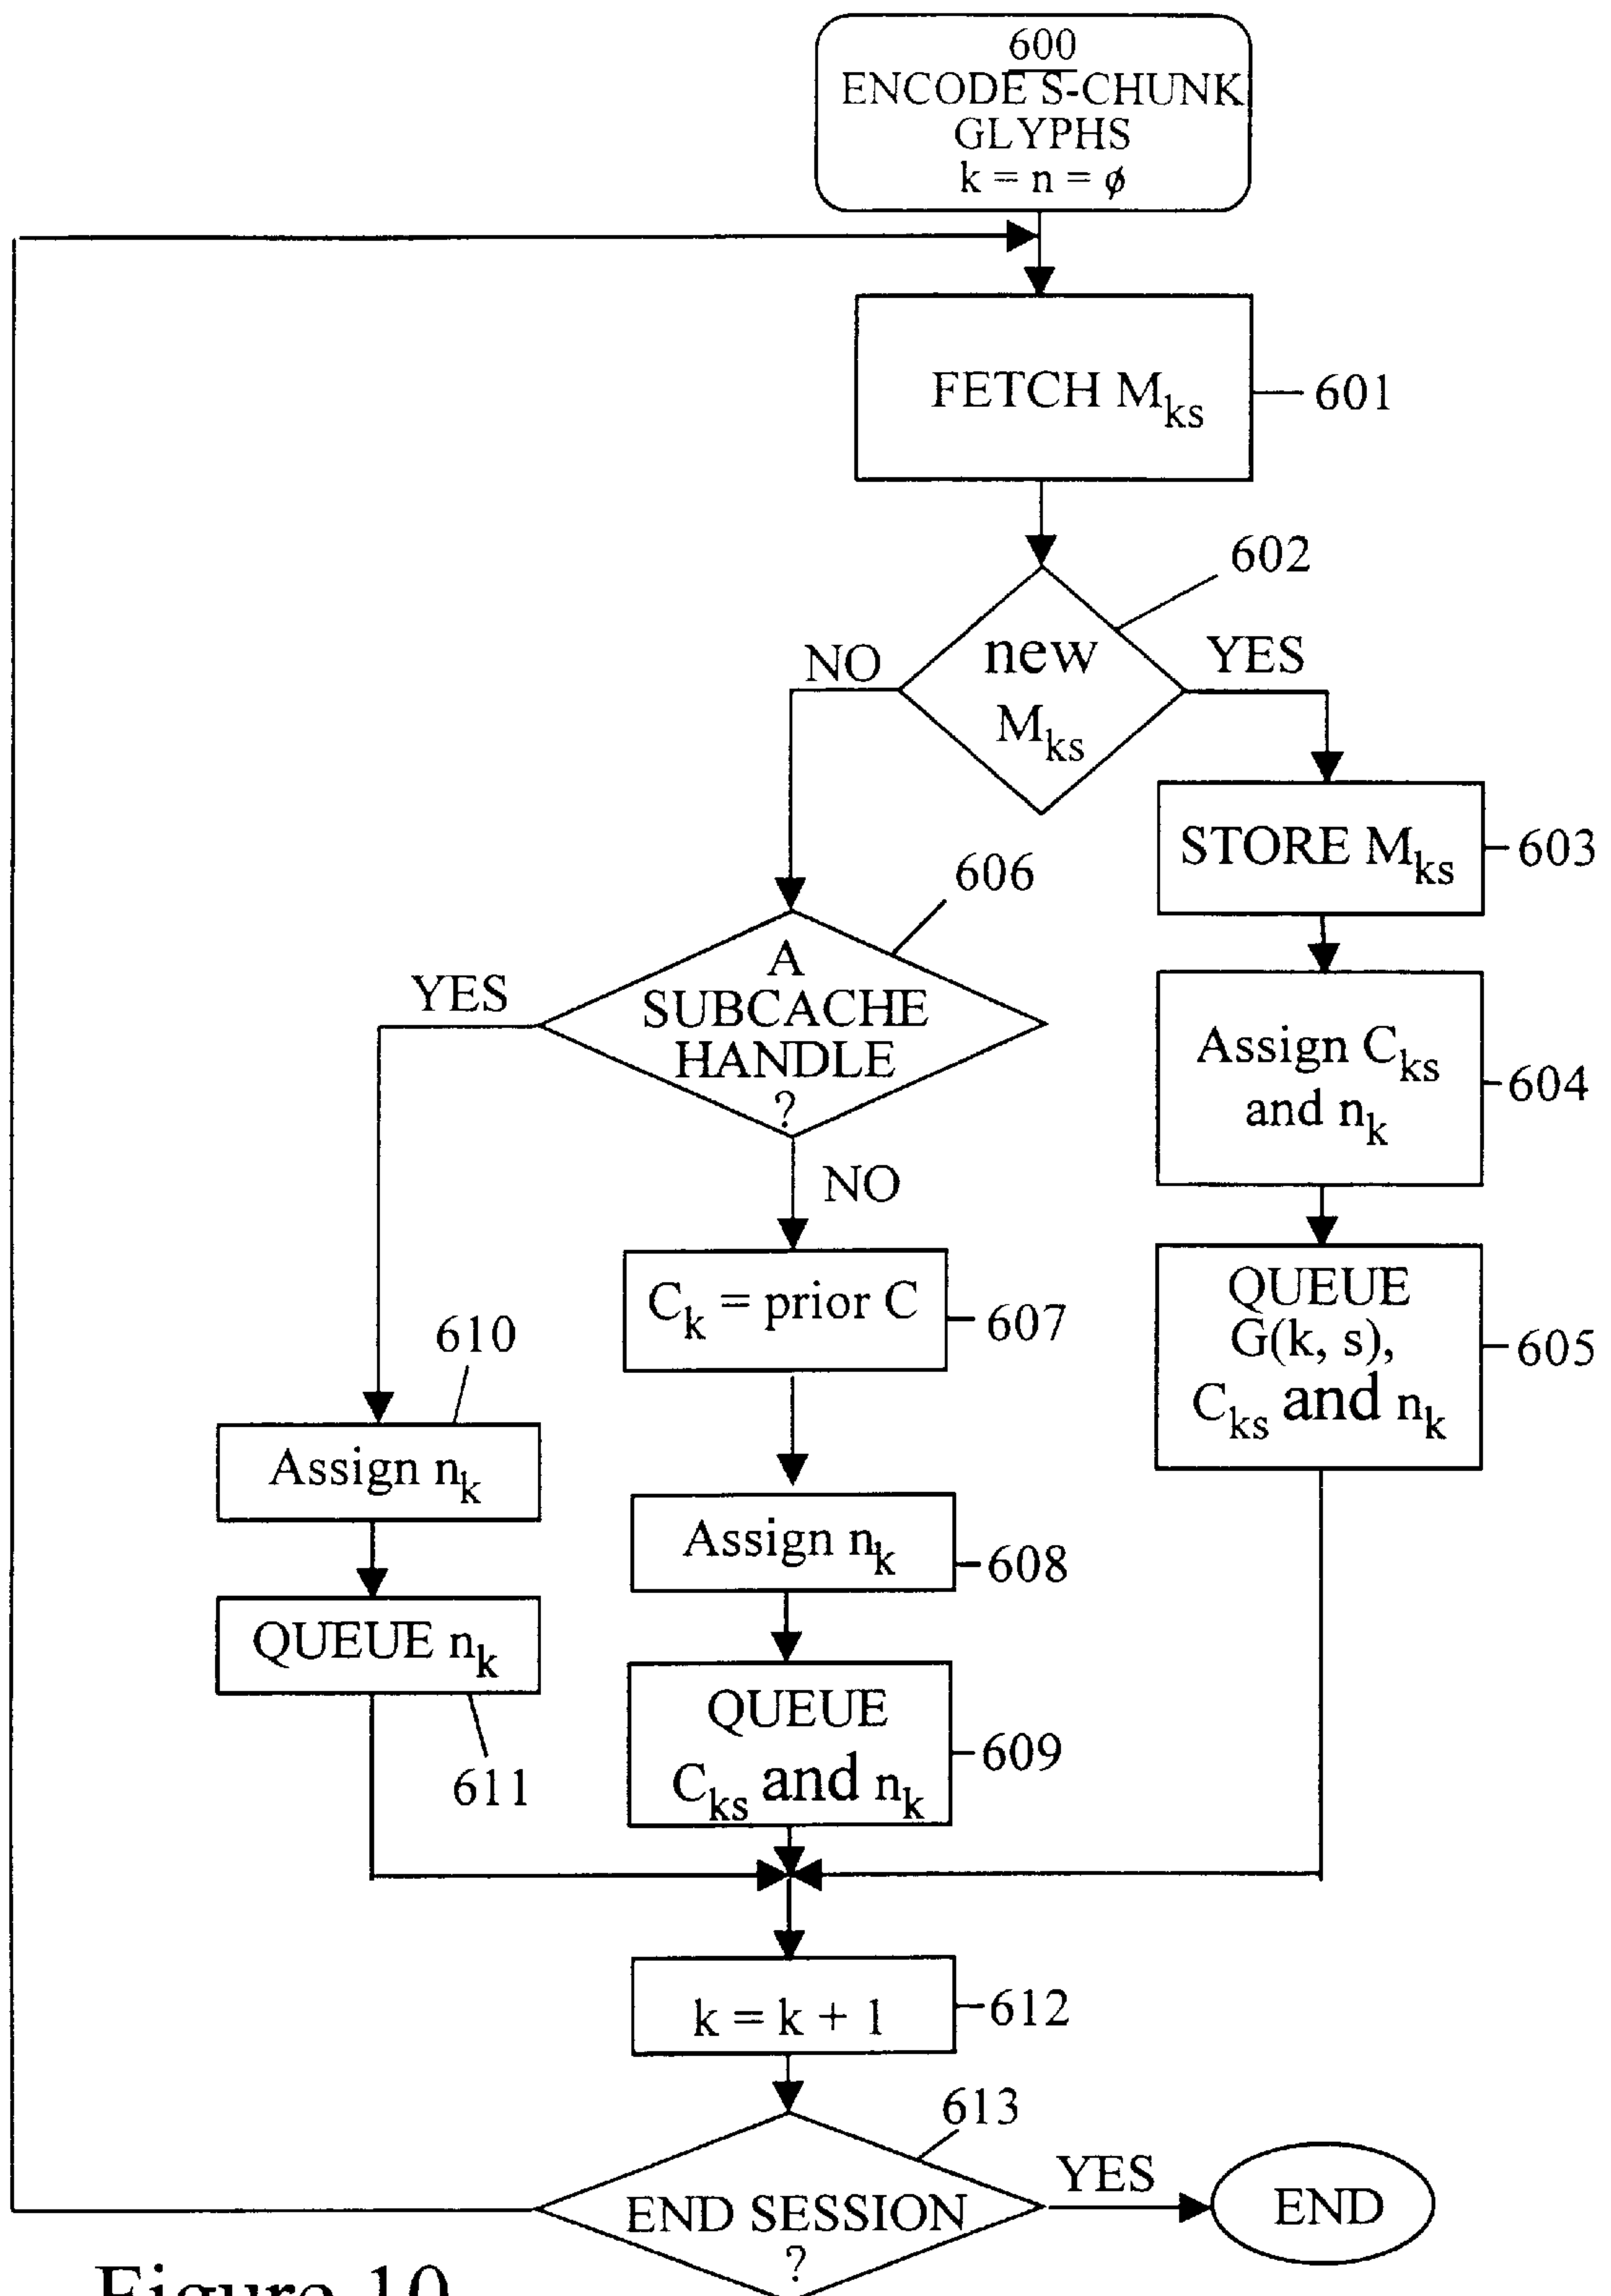 600
ENCODE S-CHUNK
GLYPHS
k = n = ϕ
FETCH Mks
601
602
new
Mks
NO
YES
STORE Mks
603
606
A
SUBCACHE
HANDLE
?
YES
NO
Assign Cks
and nk
604
Ck = prior C
607
QUEUE
G(k, s),
Cks and nk
605
610
Assign nk
Assign nk
608
QUEUE nk
611
QUEUE
Cks and nk
609
k = k + 1
612
613
END SESSION
?
YES
END
Figure 10